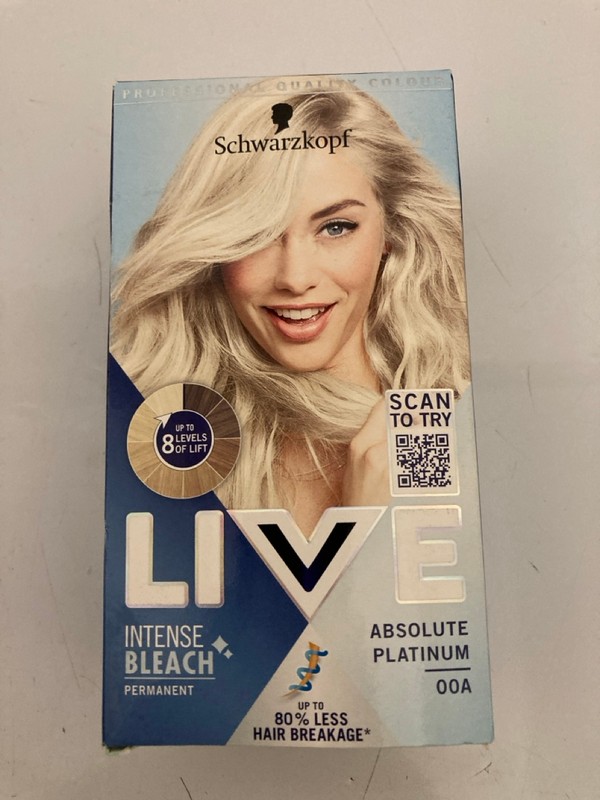 PROFESSIONAL QUALITY COLOUR
Schwarzkopf
UP TO
8 LEVELS
OF LIFT
SCAN
TO TRY
LIVE
INTENSE
BLEACH
PERMANENT
ABSOLUTE
PLATINUM
00A
UP TO
80% LESS
HAIR BREAKAGE*